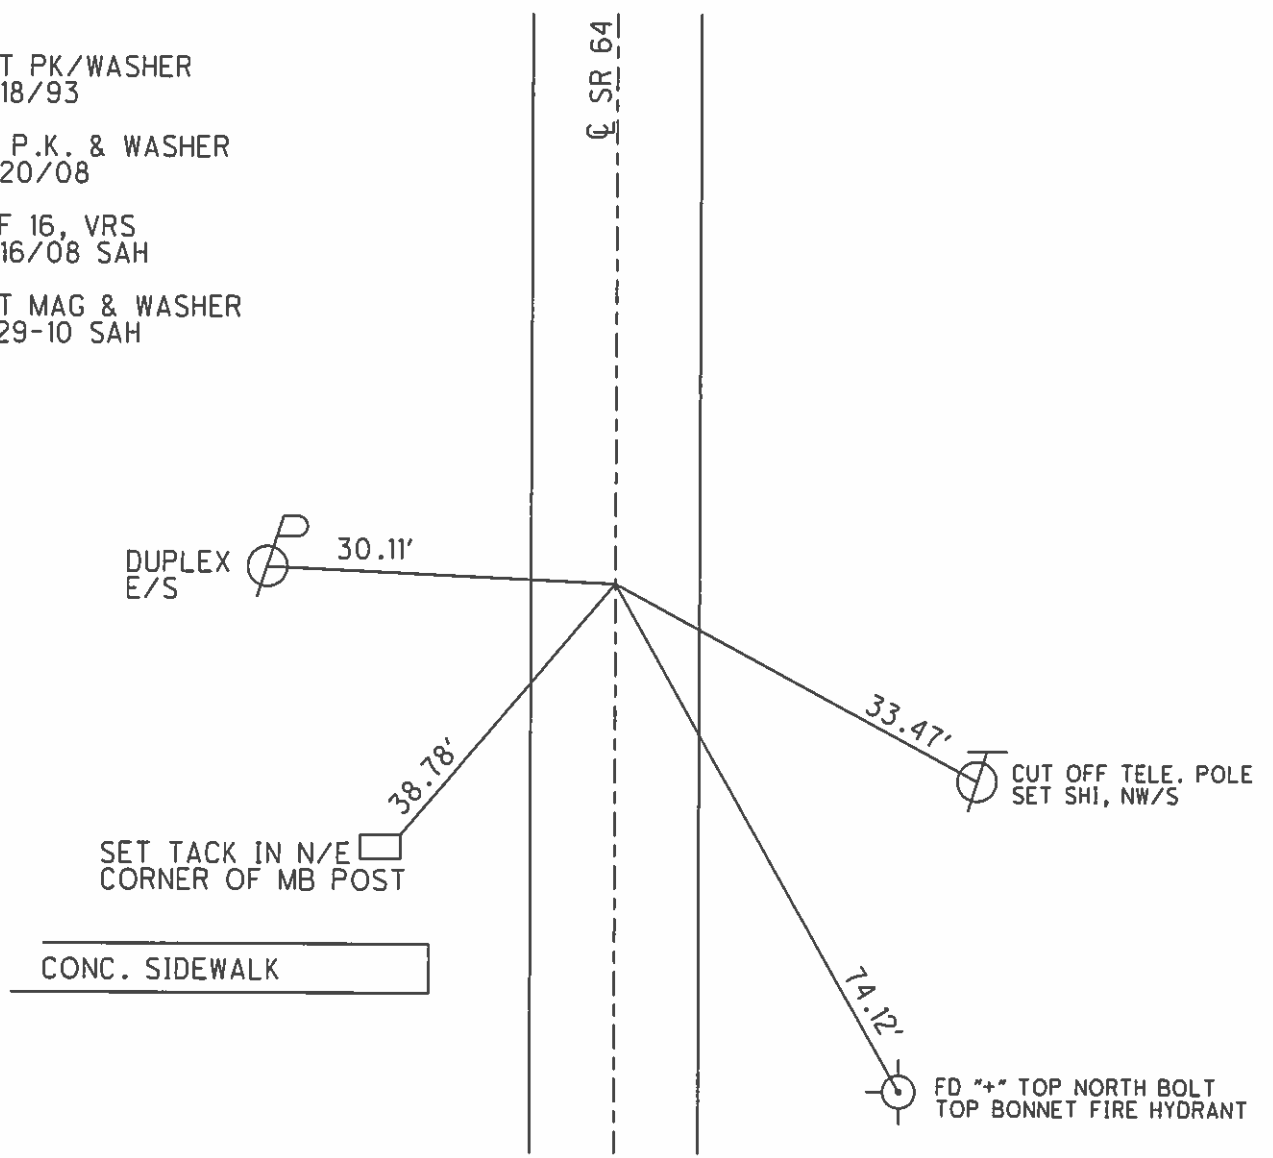 T PK/WASHER
18/93
P.K. & WASHER
20/08
F 16, VRS
16/08 SAH
T MAG & WASHER
29-10 SAH
℄ SR 64
DUPLEX
E/S
30.11'
38.78'
33.47'
CUT OFF TELE. POLE
SET SHI, NW/S
SET TACK IN N/E
CORNER OF MB POST
CONC. SIDEWALK
74.12'
FD "+" TOP NORTH BOLT
TOP BONNET FIRE HYDRANT